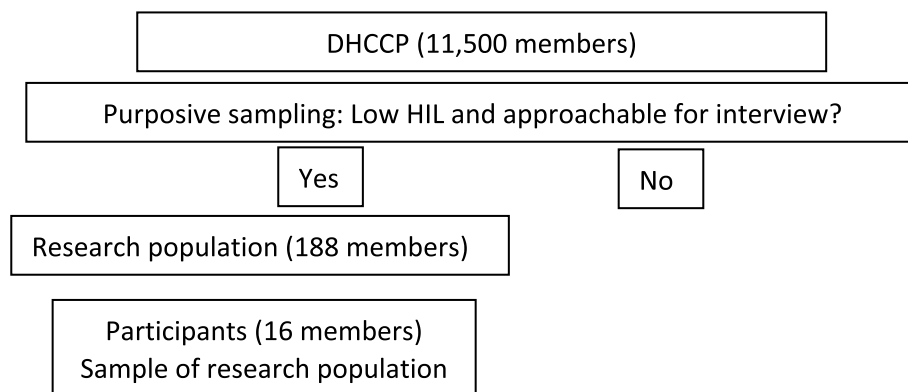 DHCCP (11,500 members)
Purposive sampling: Low HIL and approachable for interview?
Yes
No
Research population (188 members)
Participants (16 members)
Sample of research population